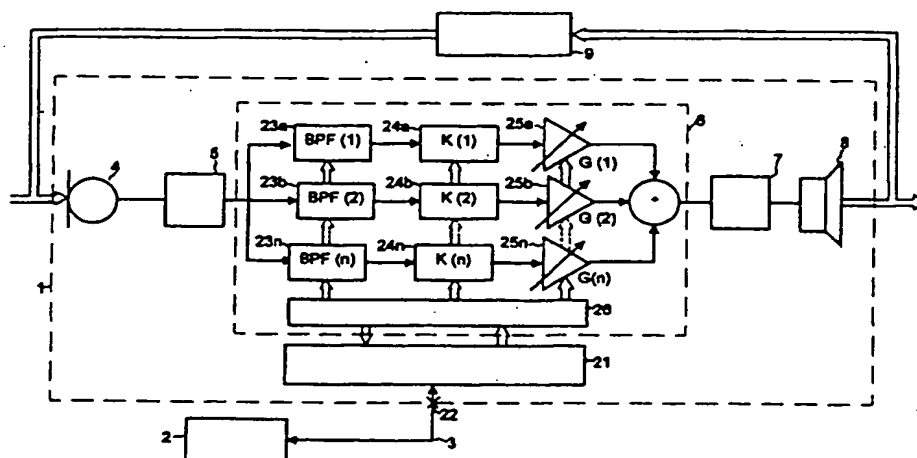 9
4
5
23a
BPF (1)
24a
K (1)
25a
G (1)
6
7
8
23b
BPF (2)
24b
K (2)
25b
G (2)
23n
BPF (n)
24n
K (n)
25n
G(n)
1
26
21
22
2
3